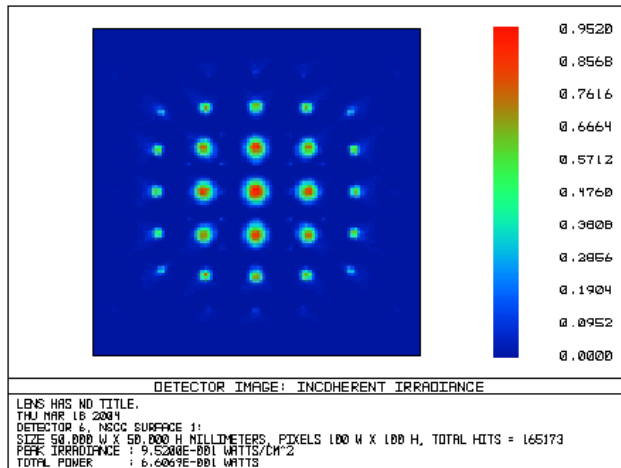 0.9520
0.8568
0.7616
0.6664
0.5712
0.4760
0.3808
0.2856
0.1904
0.0952
0.0000
DETECTOR IMAGE: INCOHERENT IRRADIANCE
LENS HAS NO TITLE.
THU MAR 18 2004
DETECTOR 6, NSCG SURFACE 1:
SIZE 50.000 W X 50.000 H MILLIMETERS, PIXELS 100 W X 100 H, TOTAL HITS = 165173
PEAK IRRADIANCE : 9.5200E-001 WATTS/CM^2
TOTAL POWER : 6.6069E-001 WATTS